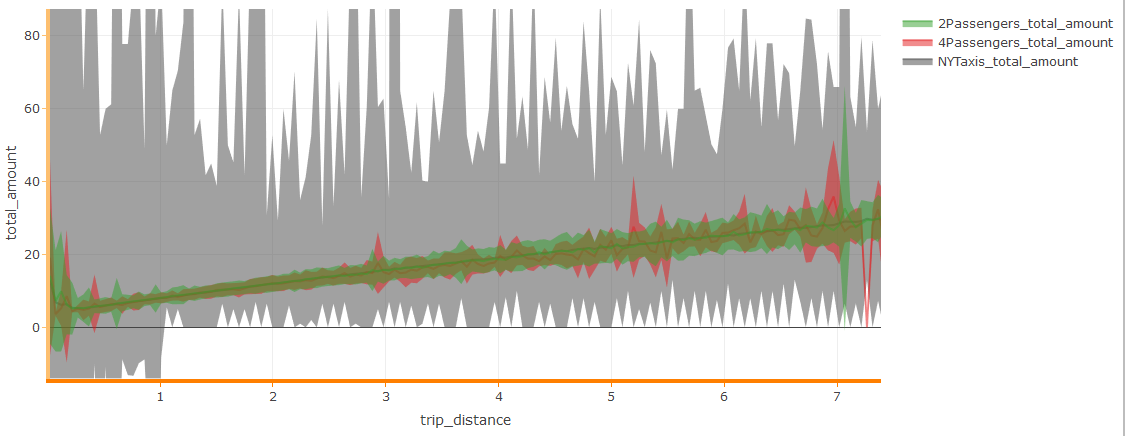 80
60
40
20
0
total_amount
1 2 3 4 5 6 7
trip_distance
2Passengers_total_amount
4Passengers_total_amount
NYTaxis_total_amount